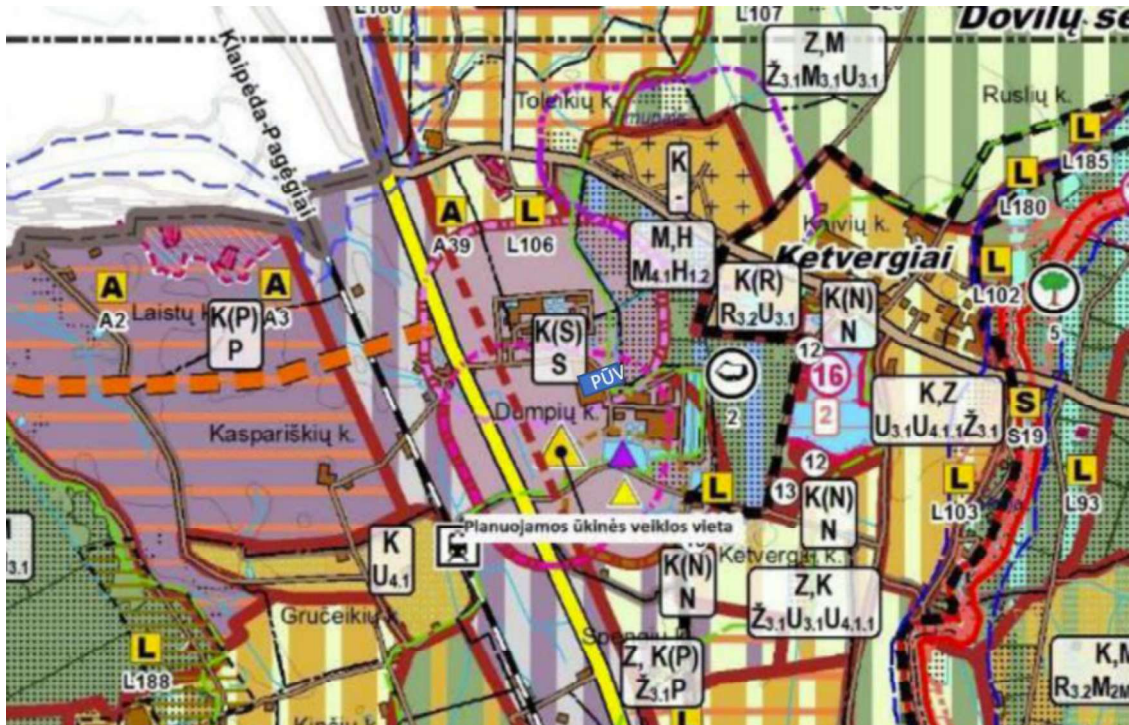 L186
L107
Dovilų se
Z,M
Ž3.1M3.1U3.1
Klaipėda-Pagėgiai
Toleikių k.
Ruslių k.
L
L185
K
-
A
L
L
L180
A39
L106
M,H
M4.1H1.2
Ketvergiai
L
A
A
L102
A2
Laistų k.
A3
K(P)
P
K(R)
R3.2U3.1
K(N)
N
5
K(S)
S
12
16
PŪV
2
2
K,Z
U3.1U4.1.1Ž3.1
S
S19
Dumpių k.
Kaspariškių k.
12
L
L
L
13
L103
L93
K(N)
N
Planuojamos ūkinės veiklos vieta
K
U4.1
Ketvergių k.
K(N)
N
Z,K
Ž3.1U3.1U4.1.1
Gručeikių k.
L
L188
Z, K(P)
Ž3.1P
K,M
R3.2M2M
L